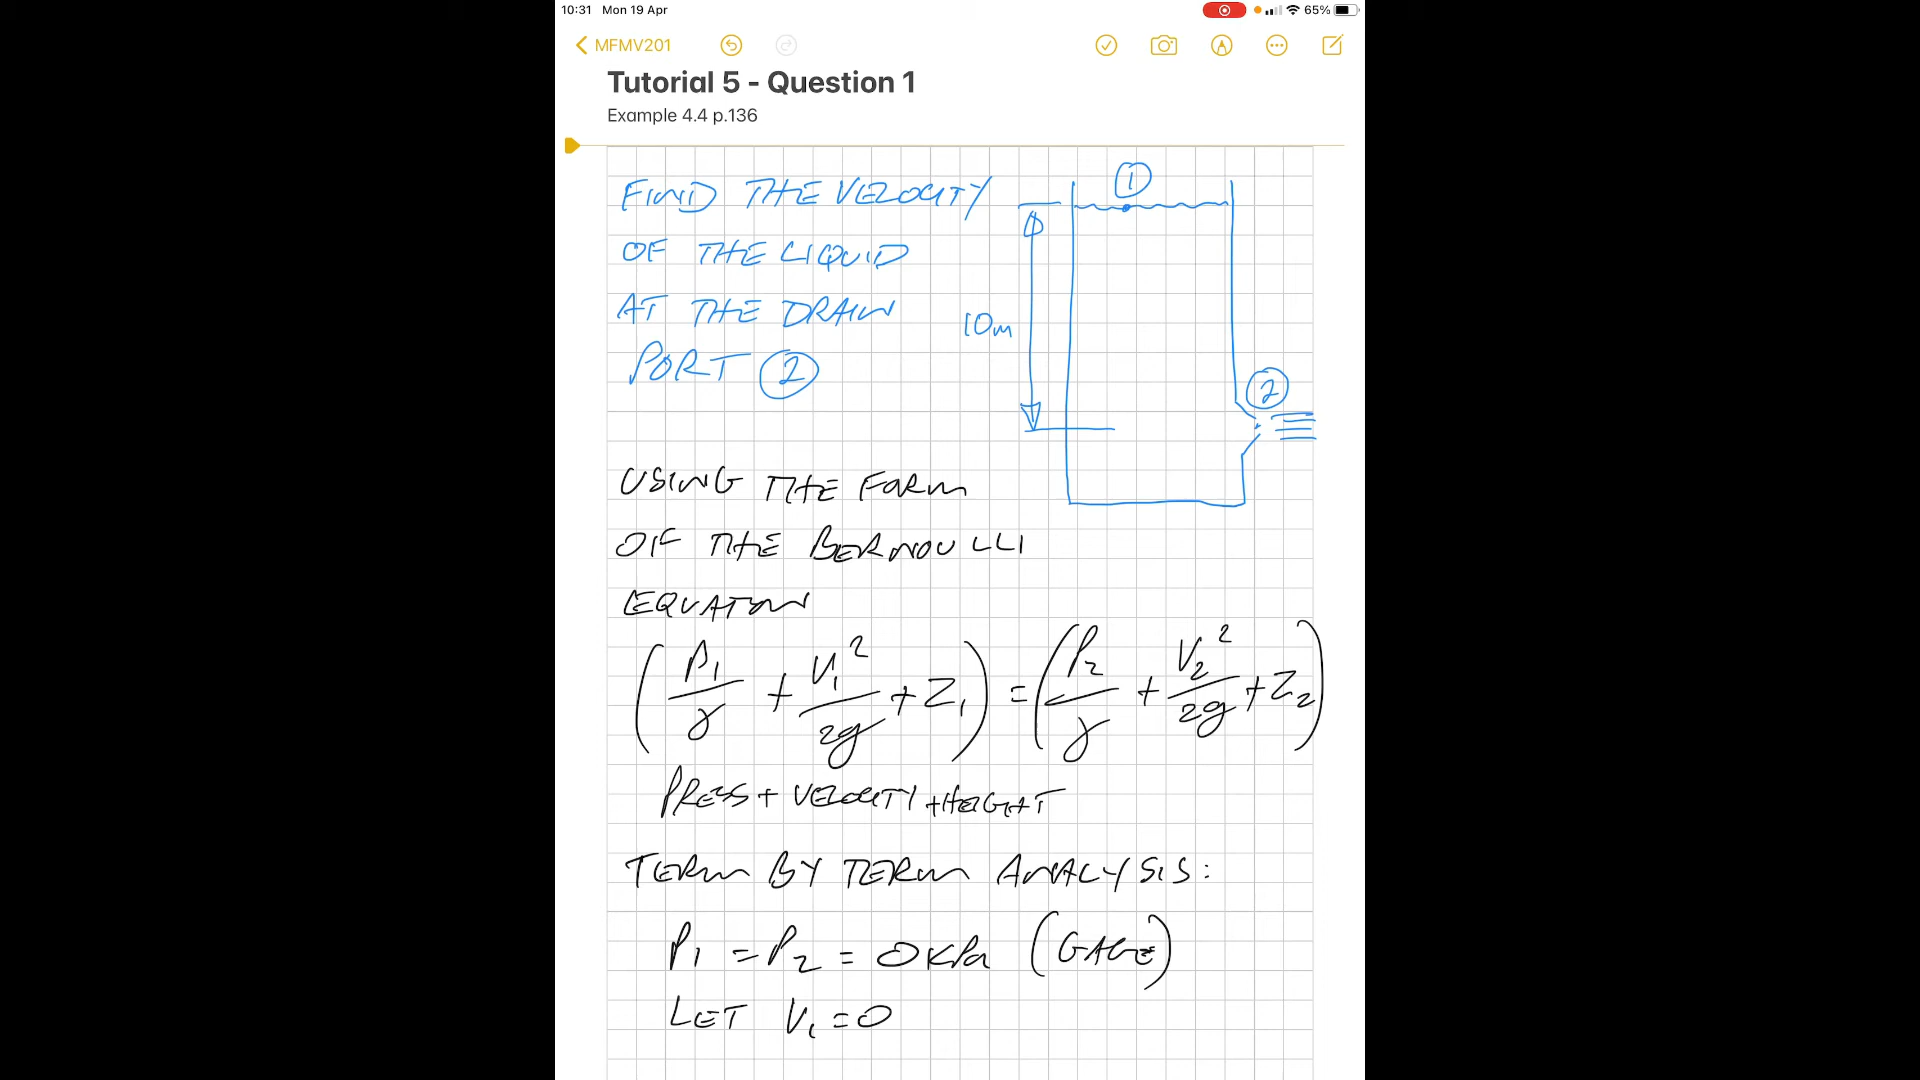 10:31 Mon 19 Apr
65%
MFMV201
Tutorial 5 - Question 1
Example 4.4 p.136
FIND THE VELOCITY
OF THE LIQUID
AT THE DRAIN
PORT ②
①
10m
②
USING THE FORM
OF THE BERNOULLI
EQUATION
(P₁/γ + V₁²/2g + Z₁) = (P₂/γ + V₂²/2g + Z₂)
PRESS + VELOCITY + HEIGHT
TERM BY TERM ANALYSIS:
P₁ = P₂ = 0 kPa (GAGE)
LET V₁ = 0